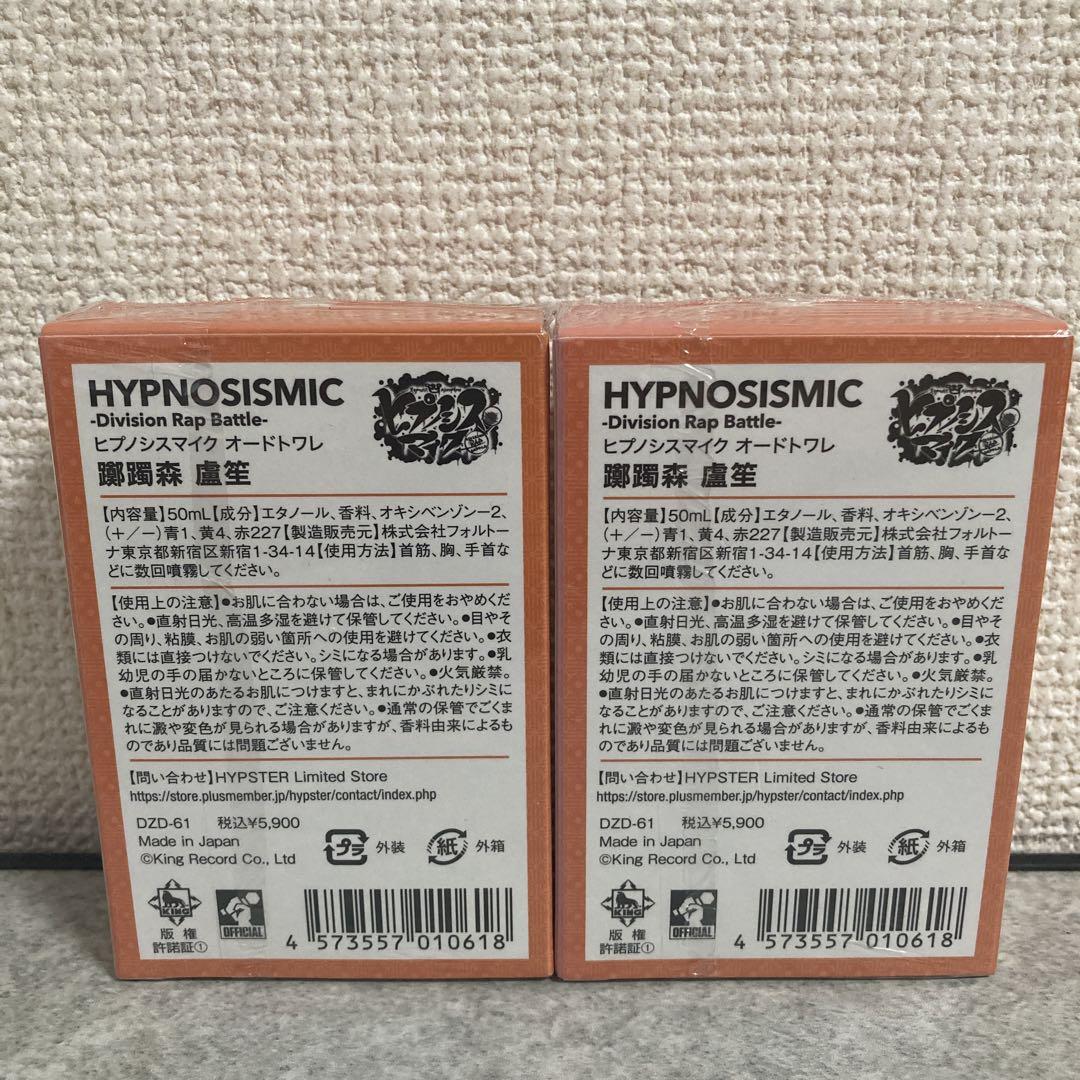 HYPNOSISMIC
-Division Rap Battle-
ヒプノシスマイク オードトワレ
躑躅森 盧笙
ヒプノシスマイク
【内容量】50mL【成分】エタノール、香料、オキシベンゾンー2、
(+/−)青1、黄4、赤227【製造販売元】株式会社フォルトー
ナ東京都新宿区新宿1-34-14【使用方法】首筋、胸、手首な
どに数回噴霧してください。
【使用上の注意】●お肌に合わない場合は、ご使用をおやめくだ
さい。●直射日光、高温多湿を避けて保管してください。●目やそ
の周り、粘膜、お肌の弱い箇所への使用を避けてください。●衣
類には直接つけないでください。シミになる場合があります。●乳
幼児の手の届かないところに保管してください。●火気厳禁。
●直射日光のあたるお肌につけますと、まれにかぶれたりシミに
なることがありますので、ご注意ください。●通常の保管でごくま
れに澱や変色が見られる場合がありますが、香料由来によるも
のであり品質には問題ございません。
【問い合わせ】HYPSTER Limited Store
https://store.plusmember.jp/hypster/contact/index.php
DZD-61 税込¥5,900
Made in Japan
©King Record Co., Ltd
プラ 外装 紙 外箱
KING
版権
許諾証①
OFFICIAL
4 573557 010618
HYPNOSISMIC
-Division Rap Battle-
ヒプノシスマイク オードトワレ
躑躅森 盧笙
ヒプノシスマイク
【内容量】50mL【成分】エタノール、香料、オキシベンゾンー2、
(+/−)青1、黄4、赤227【製造販売元】株式会社フォルトー
ナ東京都新宿区新宿1-34-14【使用方法】首筋、胸、手首な
どに数回噴霧してください。
【使用上の注意】●お肌に合わない場合は、ご使用をおやめくだ
さい。●直射日光、高温多湿を避けて保管してください。●目やそ
の周り、粘膜、お肌の弱い箇所への使用を避けてください。●衣
類には直接つけないでください。シミになる場合があります。●乳
幼児の手の届かないところに保管してください。●火気厳禁。
●直射日光のあたるお肌につけますと、まれにかぶれたりシミに
なることがありますので、ご注意ください。●通常の保管でごくま
れに澱や変色が見られる場合がありますが、香料由来によるも
のであり品質には問題ございません。
【問い合わせ】HYPSTER Limited Store
https://store.plusmember.jp/hypster/contact/index.php
DZD-61 税込¥5,900
Made in Japan
©King Record Co., Ltd
プラ 外装 紙 外箱
KING
版権
許諾証①
OFFICIAL
4 573557 010618